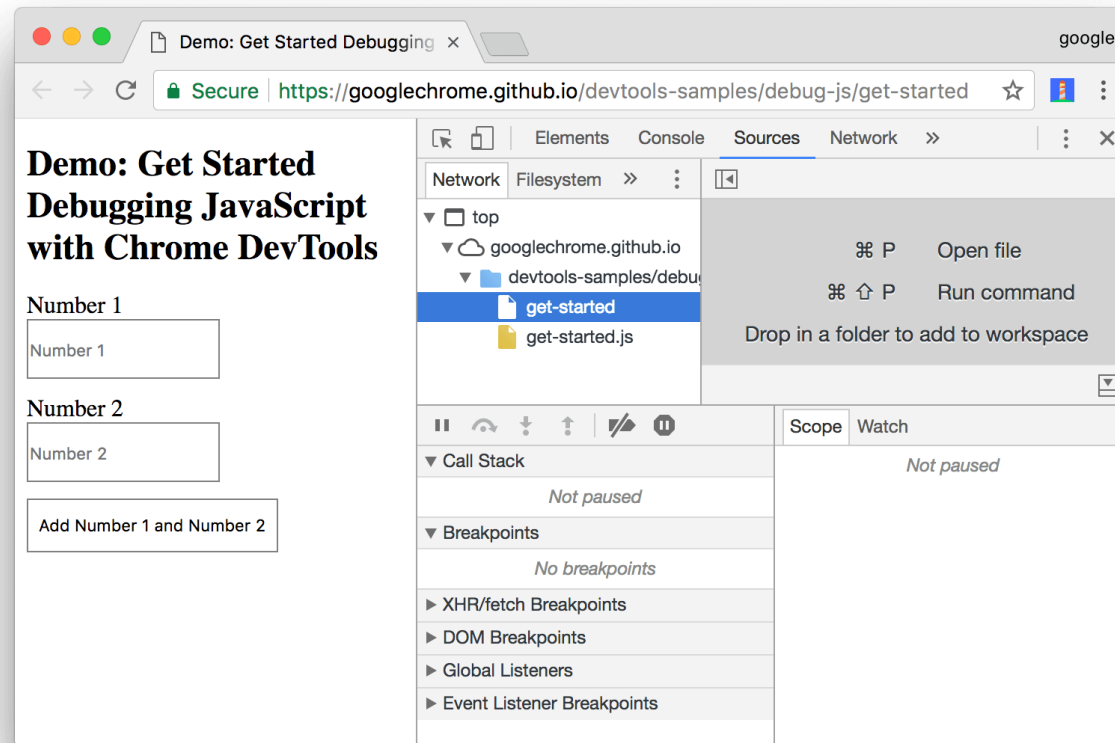 Demo: Get Started Debugging
google
Secure https://googlechrome.github.io/devtools-samples/debug-js/get-started
Demo: Get Started
Debugging JavaScript
with Chrome DevTools
Number 1
Number 1
Number 2
Number 2
Add Number 1 and Number 2
Elements Console Sources Network »
Network Filesystem »
top
googlechrome.github.io
devtools-samples/debu
get-started
get-started.js
⌘ P Open file
⌘ ⇧ P Run command
Drop in a folder to add to workspace
Call Stack
Not paused
Breakpoints
No breakpoints
XHR/fetch Breakpoints
DOM Breakpoints
Global Listeners
Event Listener Breakpoints
Scope Watch
Not paused